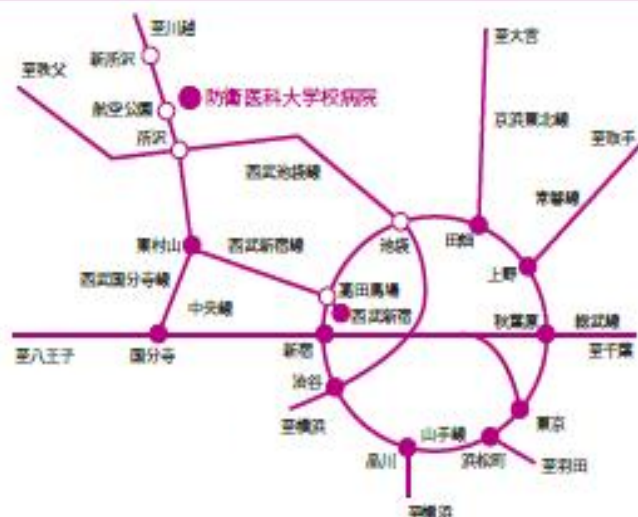 至川越
新所沢
至秩父
航空公園
防衛医科大学校病院
所沢
至大宮
京浜東北線
至取手
常磐線
西武池袋線
池袋
田端
上野
東村山
西武新宿線
西武国分寺線
中央線
高田馬場
西武新宿
秋葉原
総武線
至八王子
国分寺
新宿
至千葉
渋谷
至横浜
山手線
東京
品川
浜松町
至羽田
至横浜